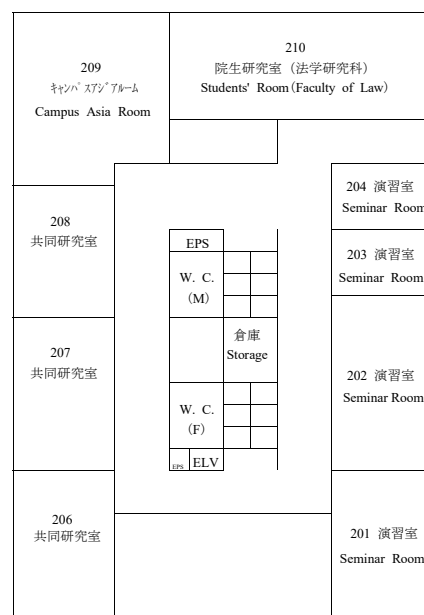 209
キャンパスアジアルーム
Campus Asia Room
210
院生研究室（法学研究科）
Students' Room(Faculty of Law)
208
共同研究室
204 演習室
Seminar Room
EPS
W. C.
(M)
203 演習室
Seminar Room
倉庫
Storage
207
共同研究室
202 演習室
Seminar Room
W. C.
(F)
EPS ELV
206
共同研究室
201 演習室
Seminar Room